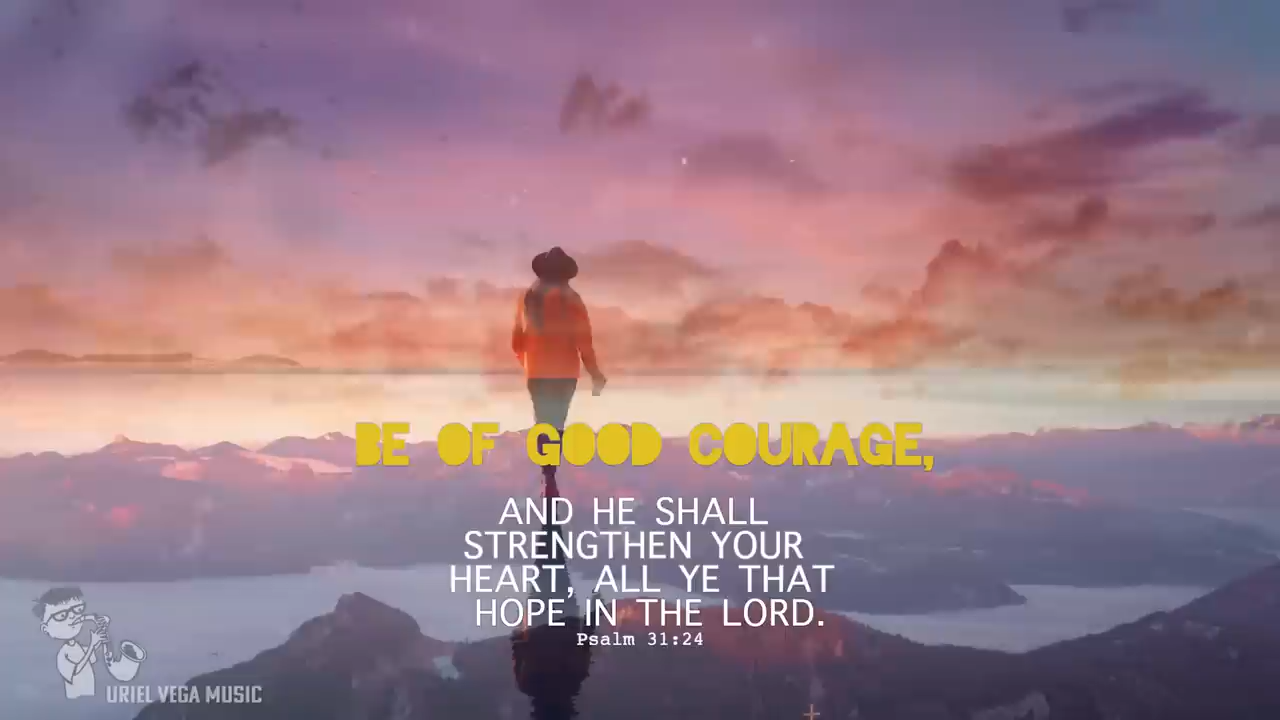 BE OF GOOD COURAGE,
AND HE SHALL
STRENGTHEN YOUR
HEART, ALL YE THAT
HOPE IN THE LORD.
Psalm 31:24
URIEL VEGA MUSIC